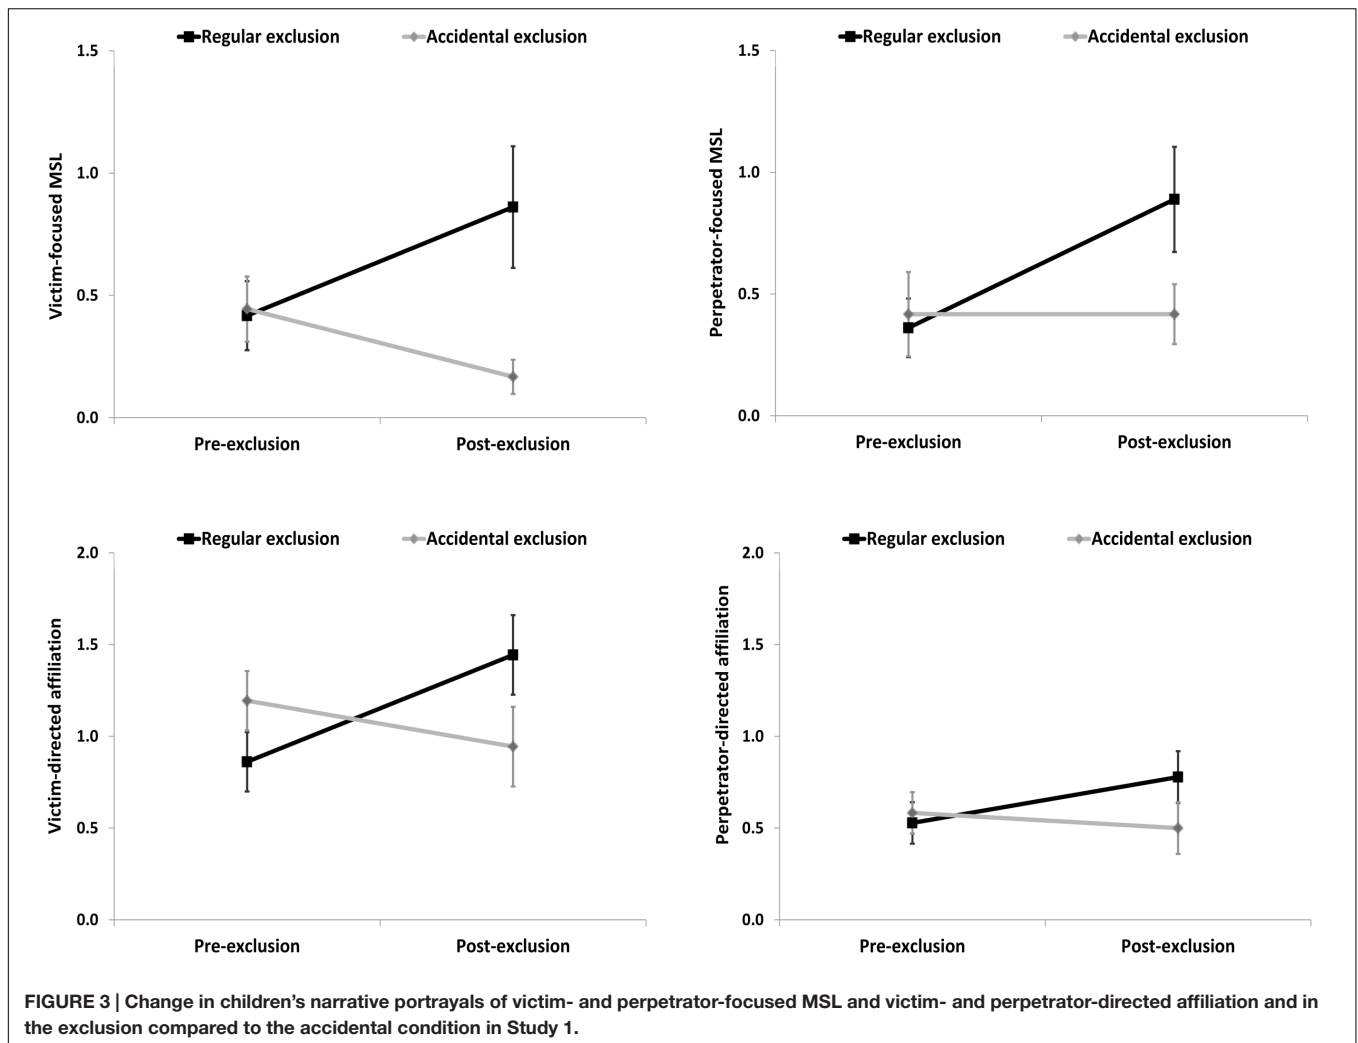 Regular exclusion Accidental exclusion
1.5
1.0
0.5
0.0
Victim-focused MSL
Pre-exclusion Post-exclusion
Regular exclusion Accidental exclusion
1.5
1.0
0.5
0.0
Perpetrator-focused MSL
Pre-exclusion Post-exclusion
Regular exclusion Accidental exclusion
2.0
1.5
1.0
0.5
0.0
Victim-directed affiliation
Pre-exclusion Post-exclusion
Regular exclusion Accidental exclusion
2.0
1.5
1.0
0.5
0.0
Perpetrator-directed affiliation
Pre-exclusion Post-exclusion
FIGURE 3 | Change in children’s narrative portrayals of victim- and perpetrator-focused MSL and victim- and perpetrator-directed affiliation and in
the exclusion compared to the accidental condition in Study 1.